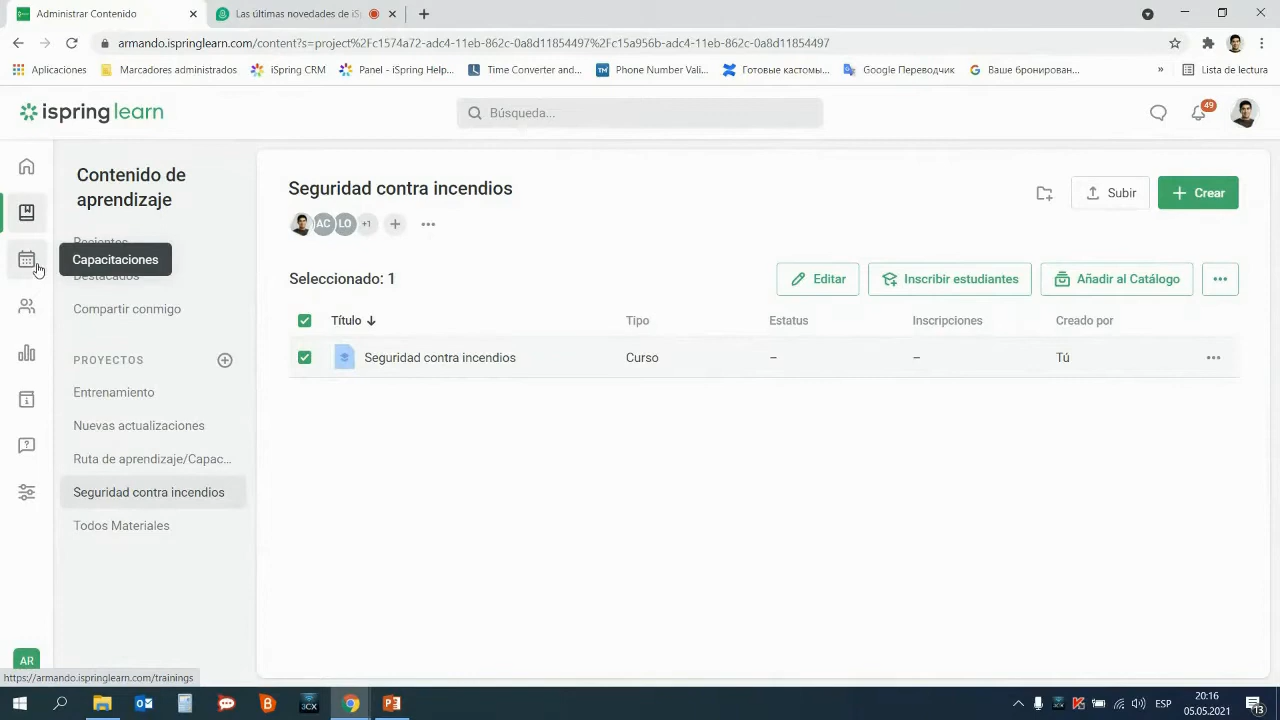 Administrar Contenido
Las últimas novedades de iS
armando.ispringlearn.com/content?s=project%2Fc1574a72-adc4-11eb-862c-0a8d11854497%2Fc15a956b-adc4-11eb-862c-0a8d11854497
Aplicaciones
Marcadores administrados
iSpring CRM
Panel - iSpring Help...
Time Converter and...
Phone Number Vali...
Готовые кастомы...
Google Переводчик
Ваше бронирован...
»
Lista de lectura
ispring learn
Búsqueda...
49
Contenido de
aprendizaje
Recientes
Capacitaciones
Destacados
Compartir conmigo
PROYECTOS
Entrenamiento
Nuevas actualizaciones
Ruta de aprendizaje/Capac...
Seguridad contra incendios
Todos Materiales
AR
https://armando.ispringlearn.com/trainings
Seguridad contra incendios
Subir
Crear
AC LO +1
Seleccionado: 1
Editar
Inscribir estudiantes
Añadir al Catálogo
Título
Tipo
Estatus
Inscripciones
Creado por
Seguridad contra incendios
Curso
–
–
Tú
3CX
ESP
20:16
05.05.2021
13